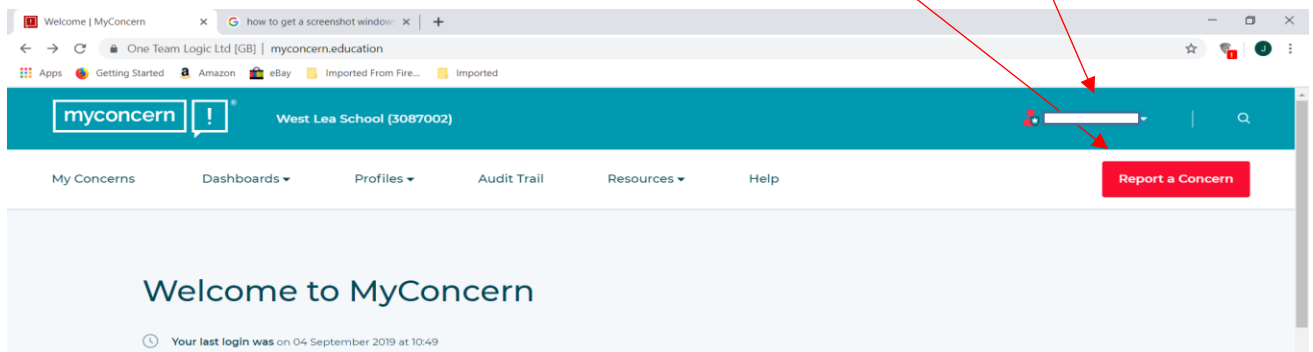 Welcome | MyConcern
how to get a screenshot window
One Team Logic Ltd [GB] | myconcern.education
Apps Getting Started Amazon eBay Imported From Fire... Imported
myconcern ! ® West Lea School (3087002)
My Concerns Dashboards Profiles Audit Trail Resources Help Report a Concern
Welcome to MyConcern
Your last login was on 04 September 2019 at 10:49